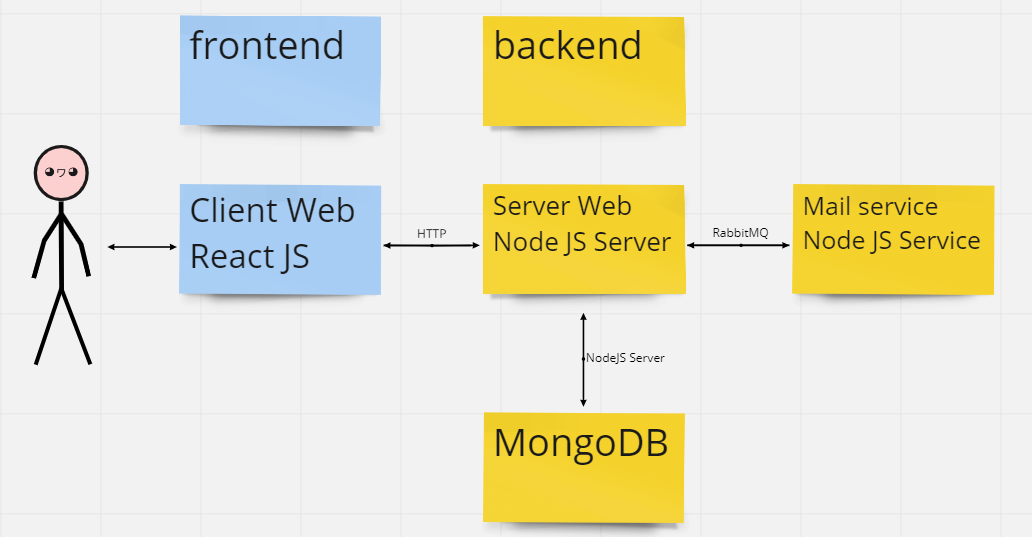 frontend
backend
Client Web
React JS
HTTP
Server Web
Node JS Server
RabbitMQ
Mail service
Node JS Service
NodeJS Server
MongoDB